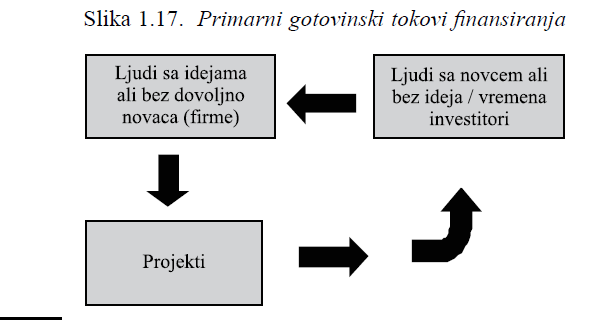 Slika 1.17. Primarni gotovinski tokovi finansiranja
Ljudi sa idejama
ali bez dovoljno
novaca (firme)
Ljudi sa novcem ali
bez ideja / vremena
investitori
Projekti